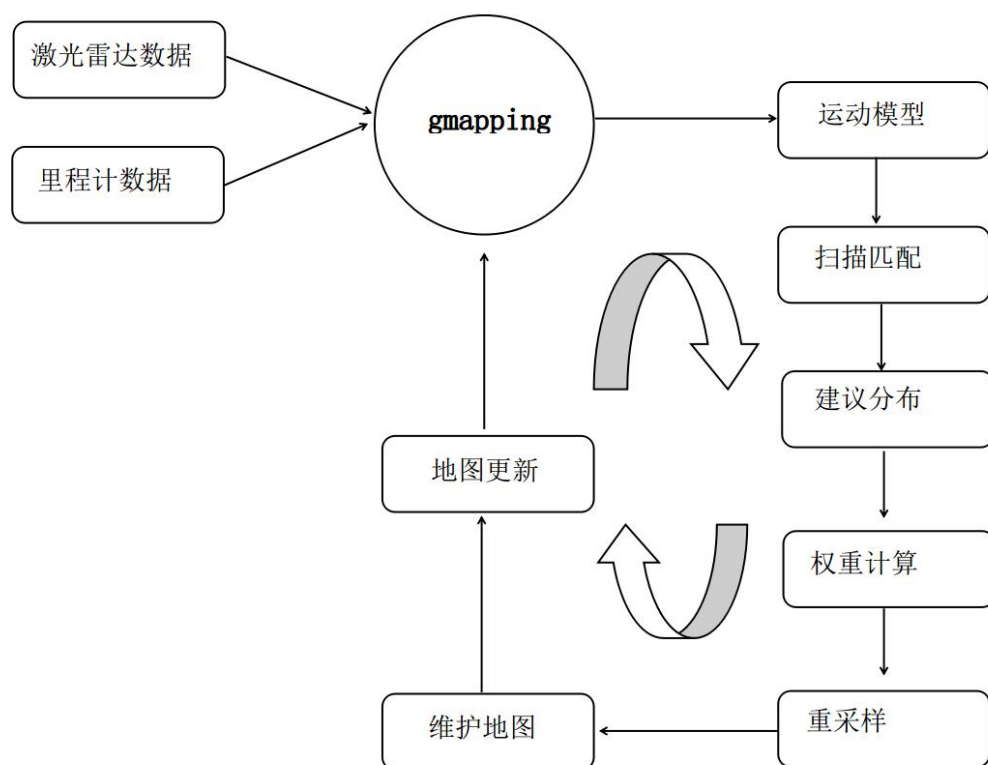 激光雷达数据
里程计数据
gmapping
运动模型
扫描匹配
建议分布
权重计算
重采样
维护地图
地图更新